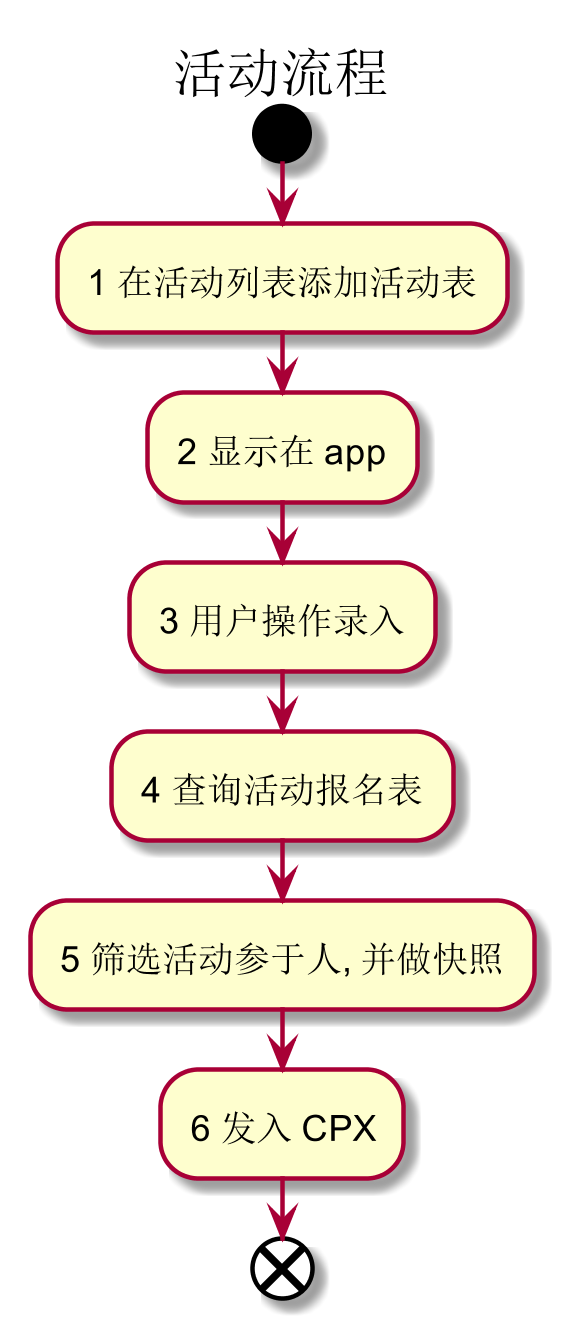 活动流程
1 在活动列表添加活动表
2 显示在 app
3 用户操作录入
4 查询活动报名表
5 筛选活动参于人, 并做快照
6 发入 CPX